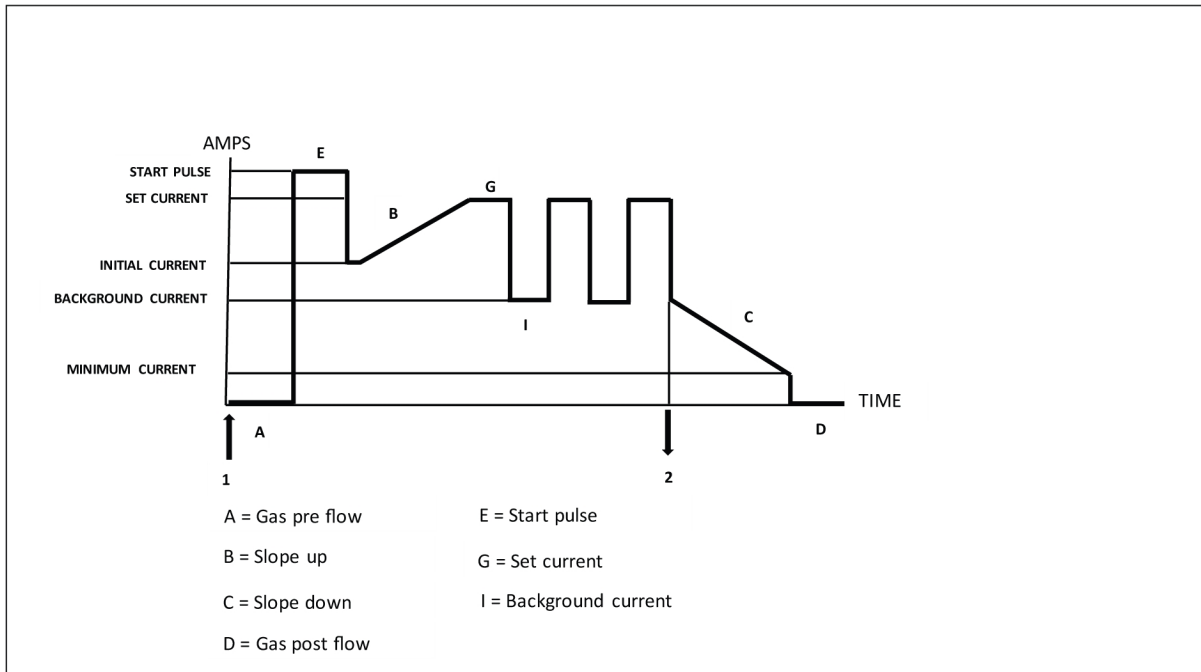 AMPS
E
START PULSE
G
SET CURRENT
B
INITIAL CURRENT
BACKGROUND CURRENT
I
C
MINIMUM CURRENT
TIME
A
D
1
2
A = Gas pre flow
E = Start pulse
B = Slope up
G = Set current
C = Slope down
I = Background current
D = Gas post flow